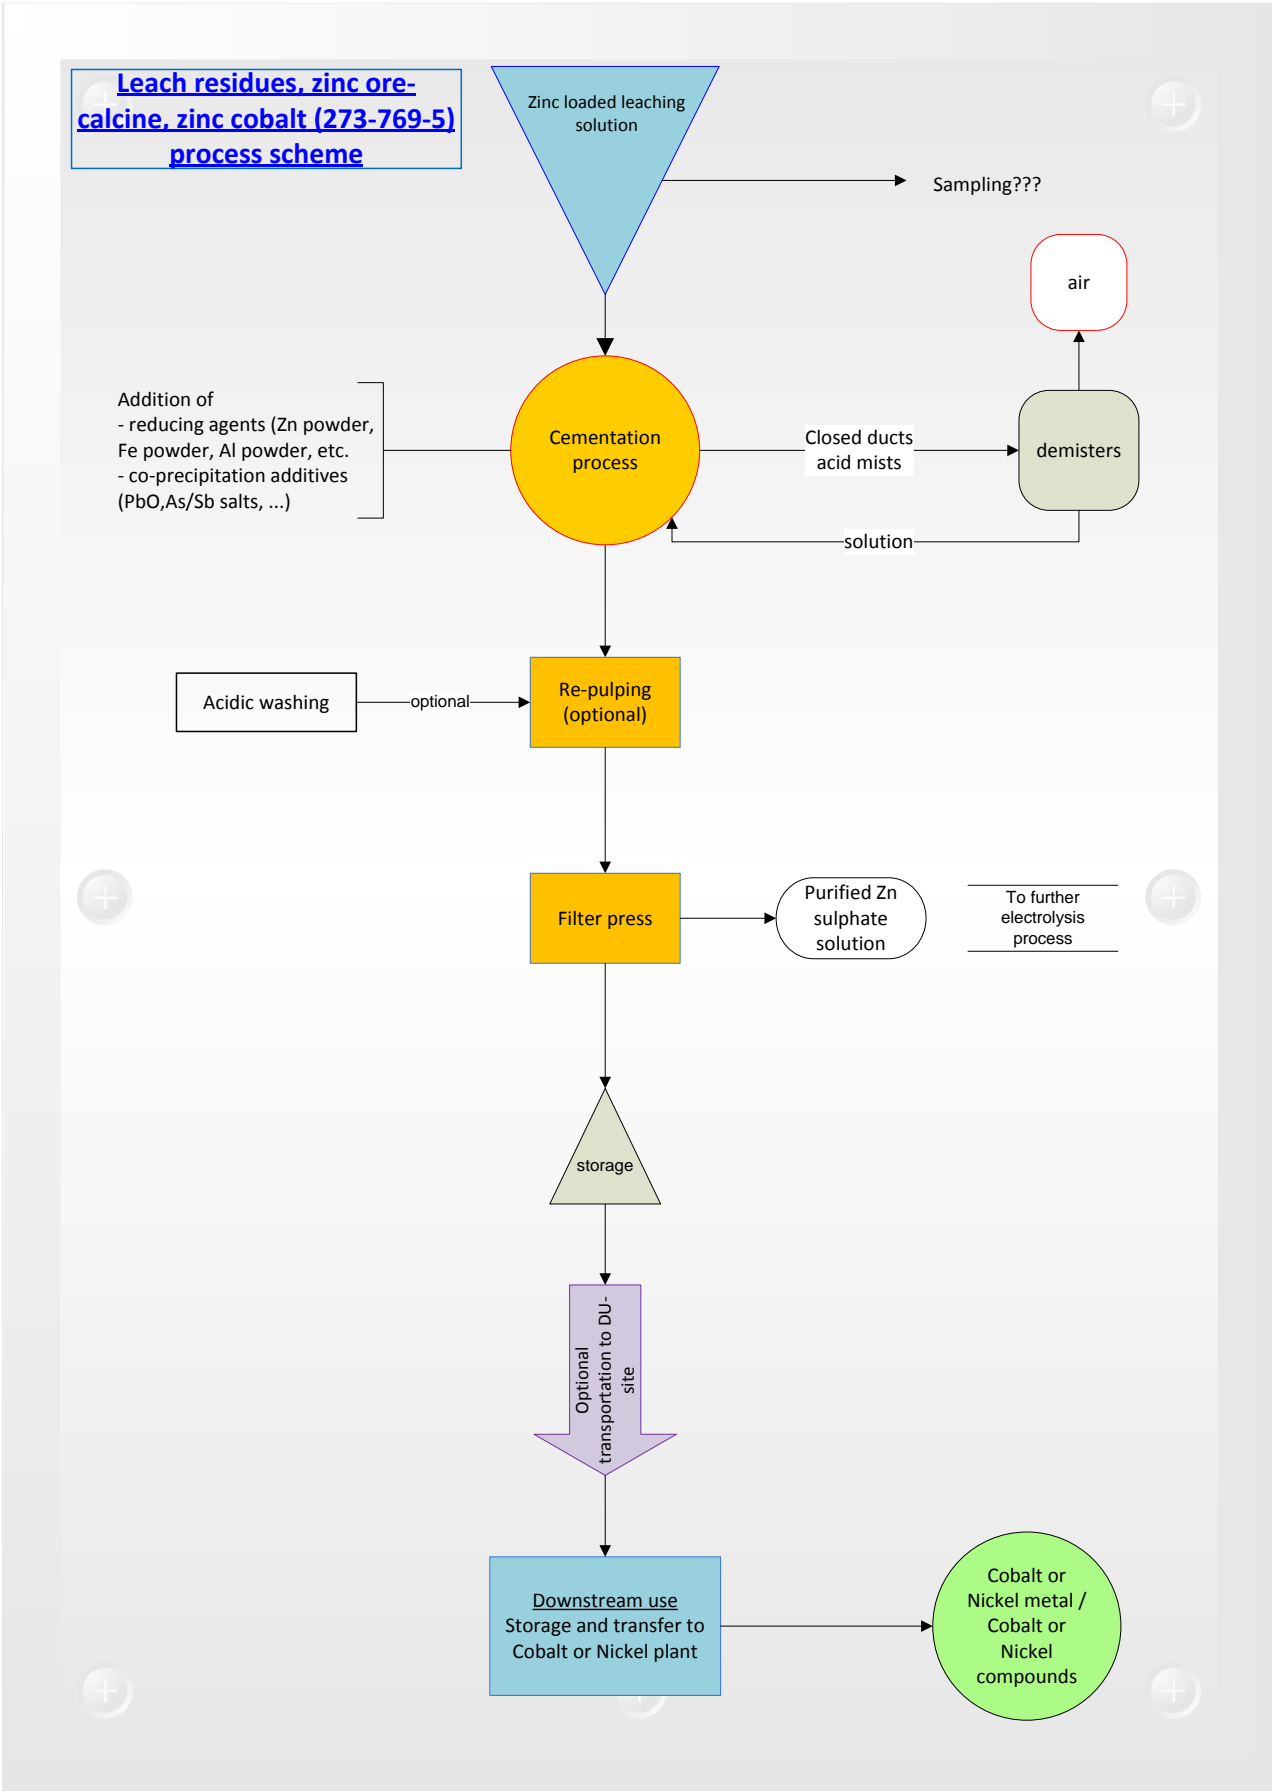 Leach residues, zinc ore-
calcine, zinc cobalt (273-769-5)
process scheme
Zinc loaded leaching
solution
Sampling???
air
Addition of
- reducing agents (Zn powder,
Fe powder, Al powder, etc.
- co-precipitation additives
(PbO,As/Sb salts, ...)
Cementation
process
Closed ducts
acid mists
demisters
solution
Acidic washing
optional
Re-pulping
(optional)
Filter press
Purified Zn
sulphate
solution
To further
electrolysis
process
storage
Optional
transportation to DU-
site
Downstream use
Storage and transfer to
Cobalt or Nickel plant
Cobalt or
Nickel metal /
Cobalt or
Nickel
compounds